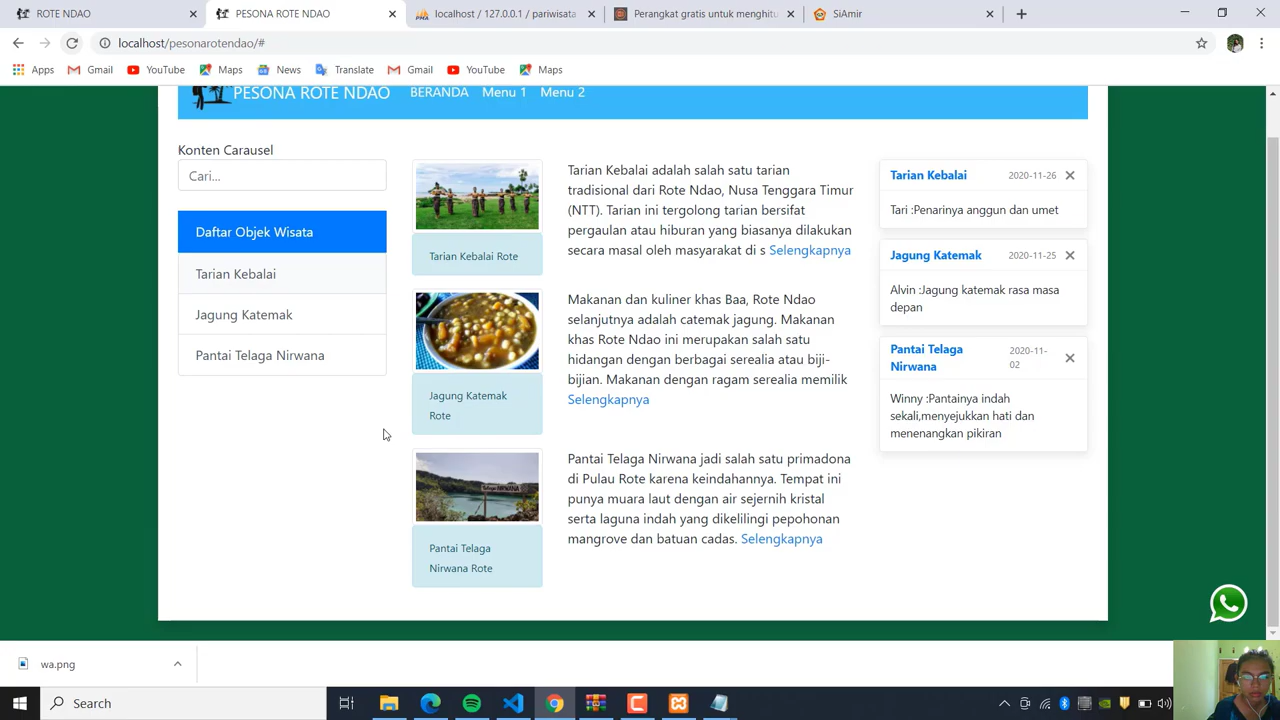 ROTE NDAO
PESONA ROTE NDAO
localhost / 127.0.0.1 / pariwisata
Perangkat gratis untuk menghitu
SiAmir
localhost/pesonarotendao/#
Apps
Gmail
YouTube
Maps
News
Translate
Gmail
YouTube
Maps
PESONA ROTE NDAO
BERANDA
Menu 1
Menu 2
Konten Carausel
Cari...
Daftar Objek Wisata
Tarian Kebalai
Jagung Katemak
Pantai Telaga Nirwana
Tarian Kebalai Rote
Tarian Kebalai adalah salah satu tarian
tradisional dari Rote Ndao, Nusa Tenggara Timur
(NTT). Tarian ini tergolong tarian bersifat
pergaulan atau hiburan yang biasanya dilakukan
secara masal oleh masyarakat di s Selengkapnya
Jagung Katemak
Rote
Makanan dan kuliner khas Baa, Rote Ndao
selanjutnya adalah catemak jagung. Makanan
khas Rote Ndao ini merupakan salah satu
hidangan dengan berbagai serealia atau biji-
bijian. Makanan dengan ragam serealia memilik
Selengkapnya
Pantai Telaga
Nirwana Rote
Pantai Telaga Nirwana jadi salah satu primadona
di Pulau Rote karena keindahannya. Tempat ini
punya muara laut dengan air sejernih kristal
serta laguna indah yang dikelilingi pepohonan
mangrove dan batuan cadas. Selengkapnya
Tarian Kebalai 2020-11-26
Tari :Penarinya anggun dan umet
Jagung Katemak 2020-11-25
Alvin :Jagung katemak rasa masa
depan
Pantai Telaga
Nirwana
2020-11-
02
Winny :Pantainya indah
sekali,menyejukkan hati dan
menenangkan pikiran
wa.png
Search